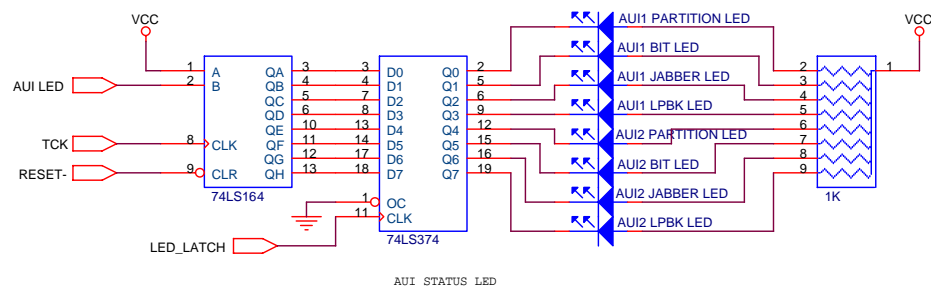 VCC
VCC
AUI1 PARTITION LED
AUI1 BIT LED
AUI1 JABBER LED
AUI1 LPBK LED
AUI2 PARTITION LED
AUI2 BIT LED
AUI2 JABBER LED
AUI2 LPBK LED
AUI LED
TCK
RESET-
1 A QA 3
2 B QB 4
QC 5
QD 6
QE 10
8 CLK QF 11
QG 12
9 CLR QH 13
74LS164
3 D0 Q0 2
4 D1 Q1 5
7 D2 Q2 6
8 D3 Q3 9
13 D4 Q4 12
14 D5 Q5 15
17 D6 Q6 16
18 D7 Q7 19
1 OC
11 CLK
74LS374
LED_LATCH
2 1
3
4
5
6
7
8
9
1K
AUI STATUS LED